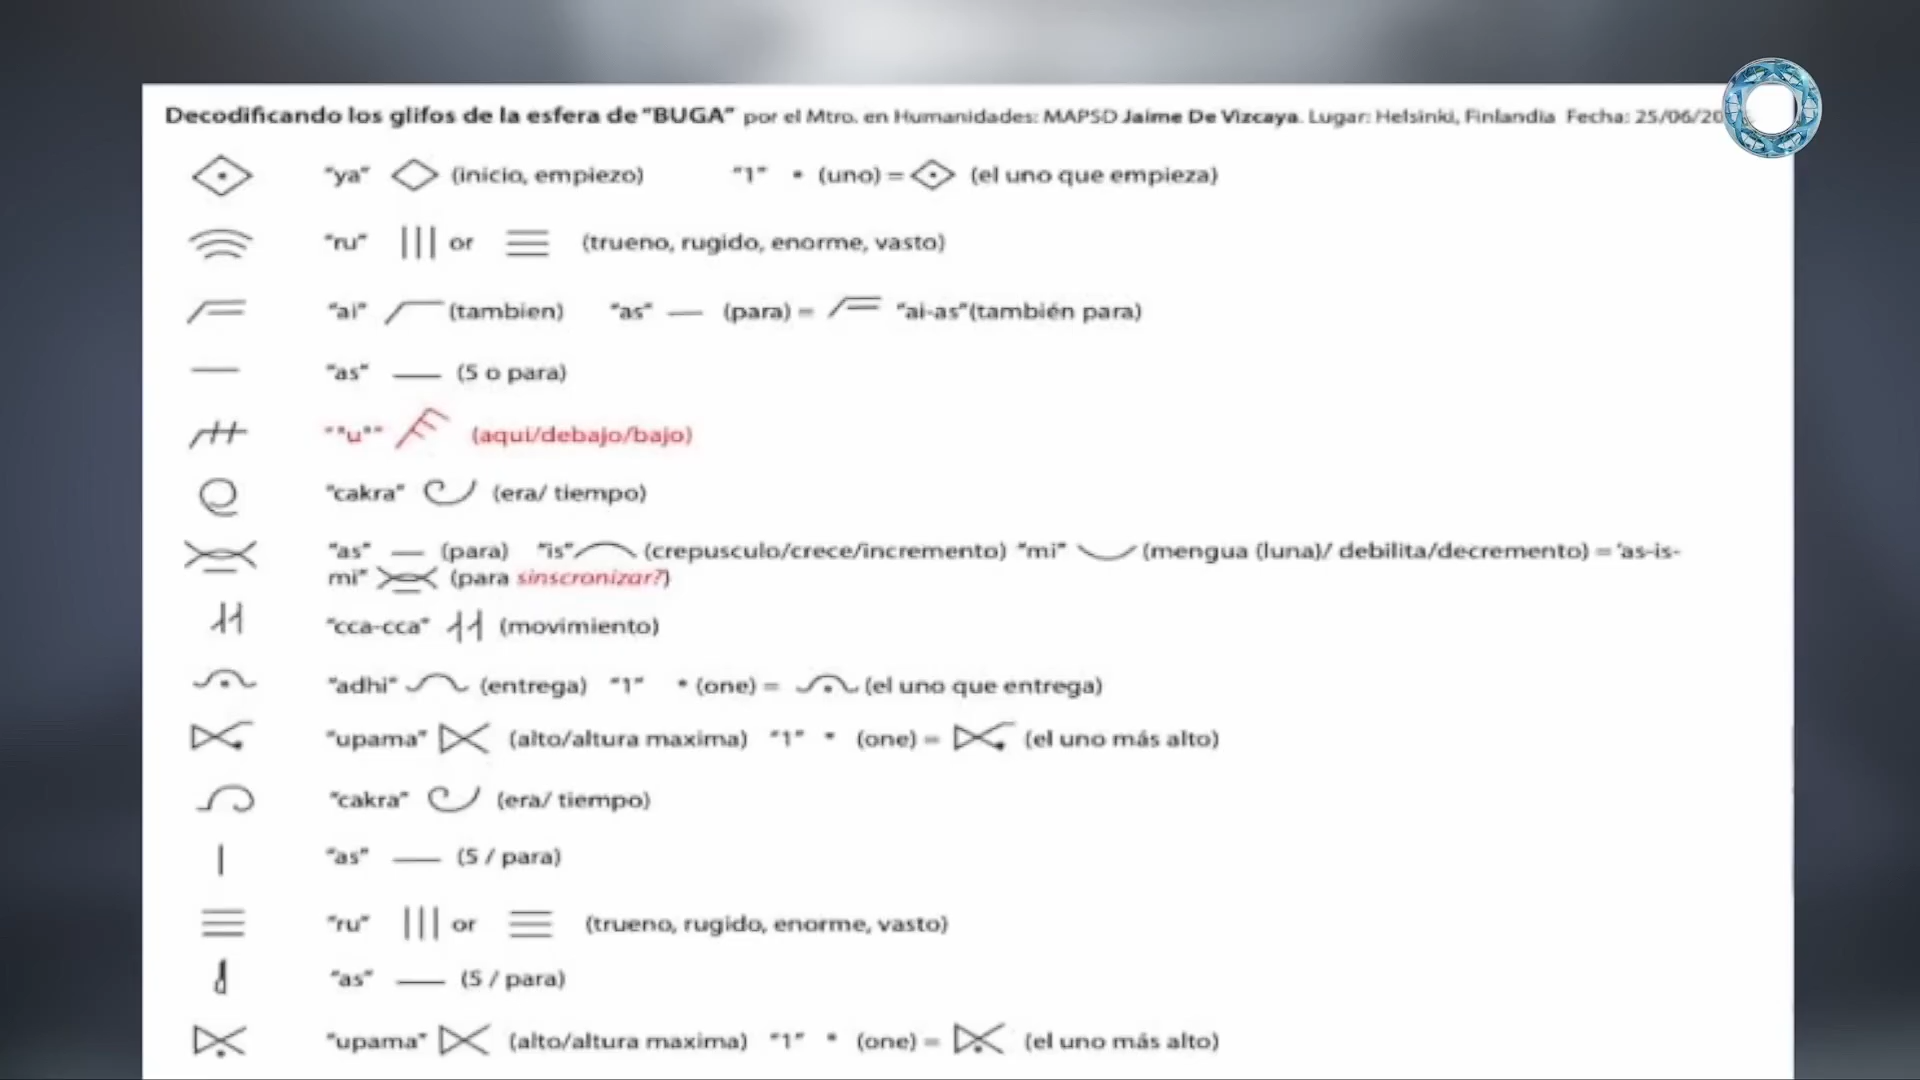 Decodificando los glifos de la esfera de "BUGA" por el Mtro. en Humanidades: MAPSD Jaime De Vizcaya. Lugar: Helsinki, Finlandia Fecha: 25/06/20
"ya" (inicio, empiezo) "1" • (uno) = (el uno que empieza)
"ru" ||| or (trueno, rugido, enorme, vasto)
"ai" (tambien) "as" — (para) = "ai-as"(también para)
"as" — (5 o para)
""u"" (aqui/debajo/bajo)
"cakra" (era/ tiempo)
"as" — (para) "is" (crepusculo/crece/incremento) "mi" (mengua (luna)/ debilita/decremento) = 'as-is-
mi" (para sinscronizar?)
"cca-cca" (movimiento)
"adhi" (entrega) "1" • (one) = (el uno que entrega)
"upama" (alto/altura maxima) "1" • (one) = (el uno más alto)
"cakra" (era/ tiempo)
"as" — (5 / para)
"ru" ||| or (trueno, rugido, enorme, vasto)
"as" — (5 / para)
"upama" (alto/altura maxima) "1" • (one) = (el uno más alto)